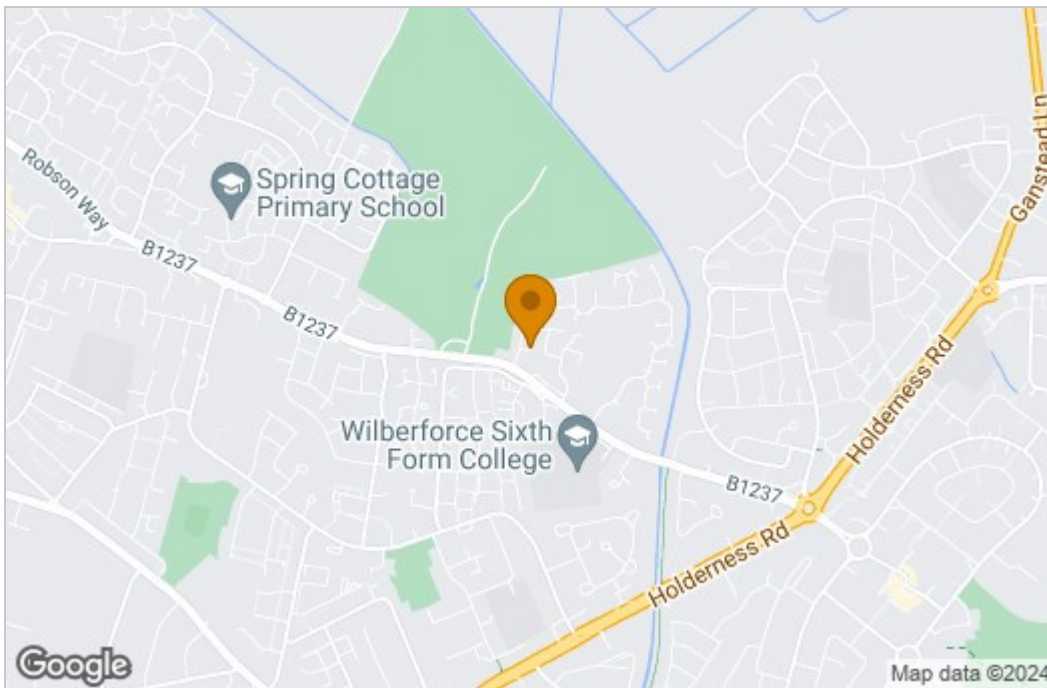 Ganstead Ln
Robson Way
Spring Cottage
Primary School
B1237
B1237
Holderness Rd
Wilberforce Sixth
Form College
B1237
Holderness Rd
Google
Map data ©2024